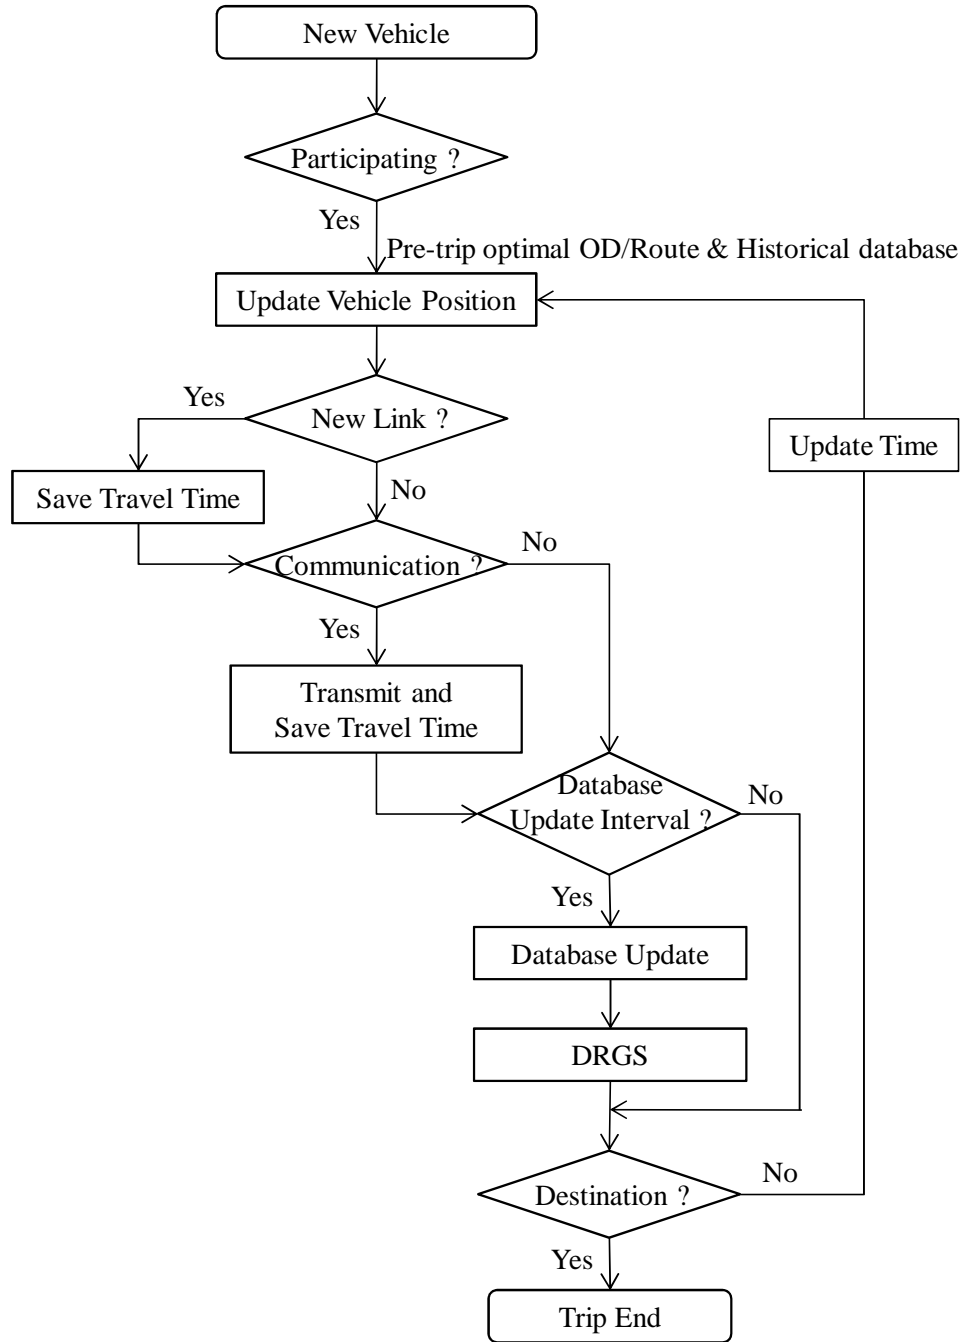 New Vehicle
Participating ?
Yes
Pre-trip optimal OD/Route & Historical database
Update Vehicle Position
Yes
New Link ?
Update Time
Save Travel Time
No
Communication ?
No
Yes
Transmit and
Save Travel Time
Database
Update Interval ?
No
Yes
Database Update
DRGS
Destination ?
No
Yes
Trip End